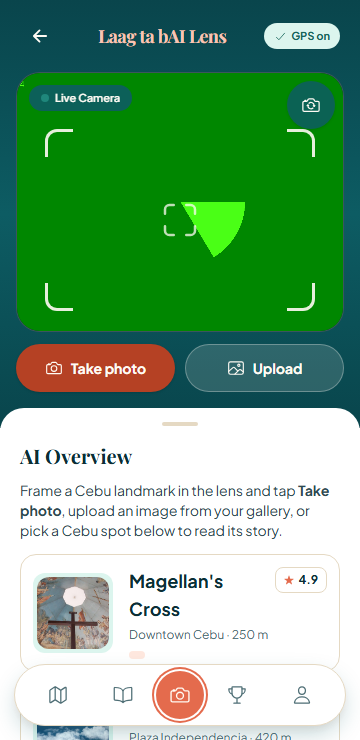 Laag ta bAI Lens
GPS on
Live Camera
Take photo
Upload
AI Overview
Frame a Cebu landmark in the lens and tap Take
photo, upload an image from your gallery, or
pick a Cebu spot below to read its story.
Magellan's
Cross
4.9
Downtown Cebu · 250 m
Plaza Independencia · 420 m